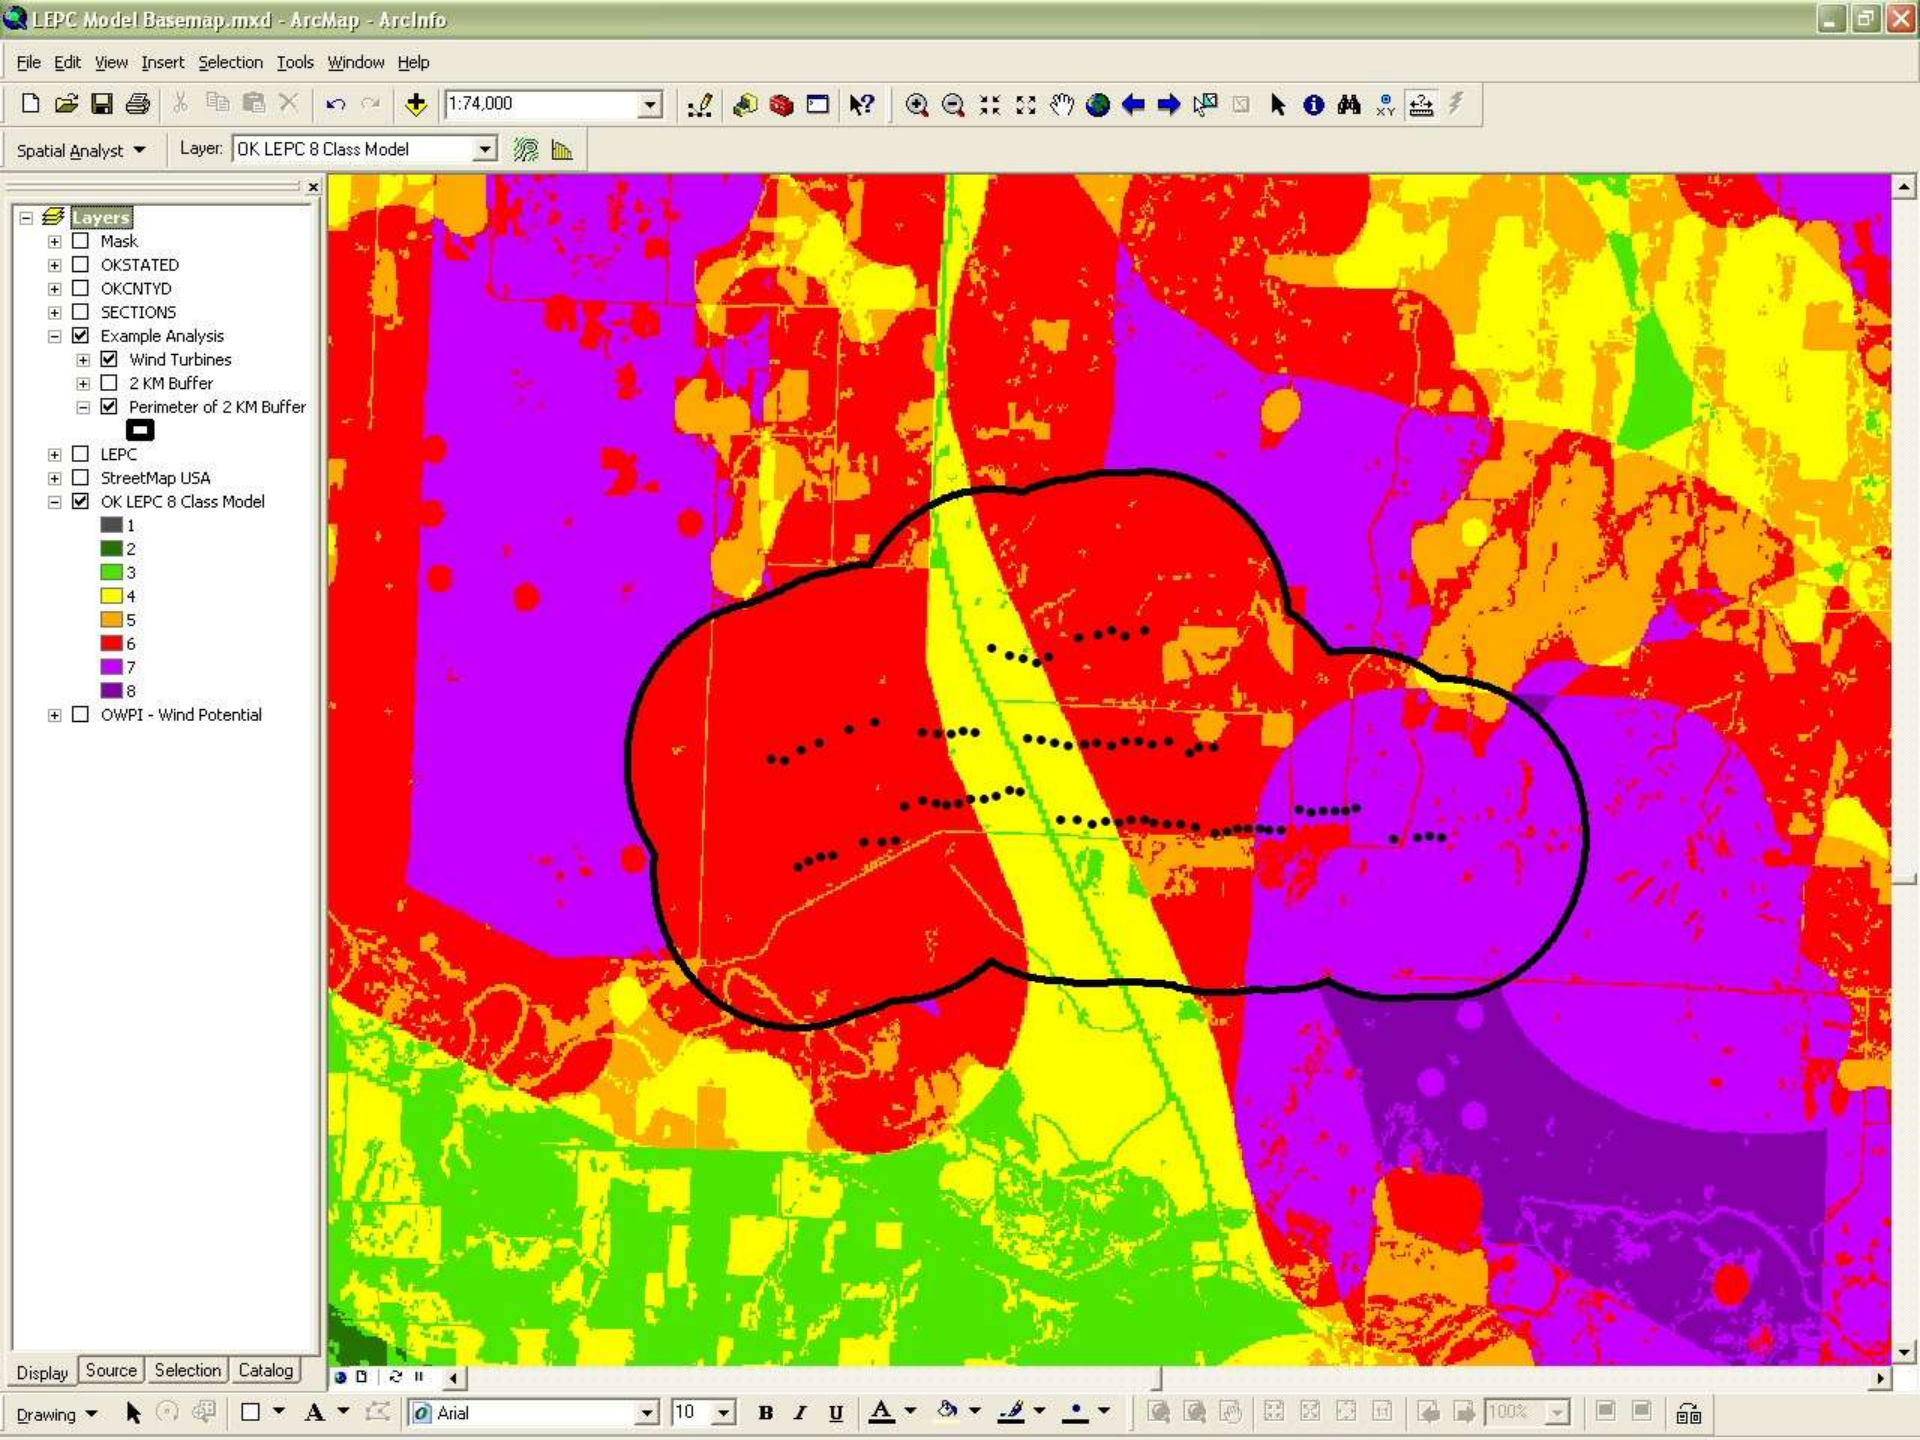 LEPC Model Basemap.mxd - ArcMap - ArcInfo
File Edit View Insert Selection Tools Window Help
1:74,000
Spatial Analyst Layer: OK LEPC 8 Class Model
Layers
Mask
OKSTATED
OKCNTYD
SECTIONS
Example Analysis
Wind Turbines
2 KM Buffer
Perimeter of 2 KM Buffer
LEPC
StreetMap USA
OK LEPC 8 Class Model
1
2
3
4
5
6
7
8
OWPI - Wind Potential
Display Source Selection Catalog
Drawing A Arial 10 B I U A 100%